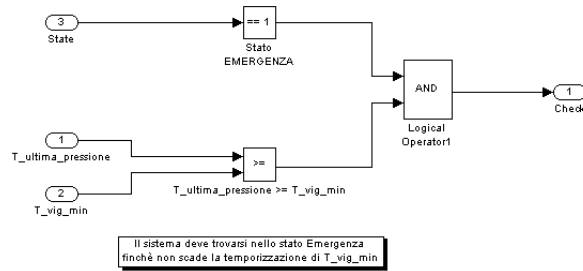 3
State
== 1
Stato
EMERGENZA
AND
Logical
Operator1
1
Check
1
T_ultima_pressione
2
T_vig_min
>=
T_ultima_pressione >= T_vig_min
Il sistema deve trovarsi nello stato Emergenza
finchè non scade la temporizzazione di T_vig_min